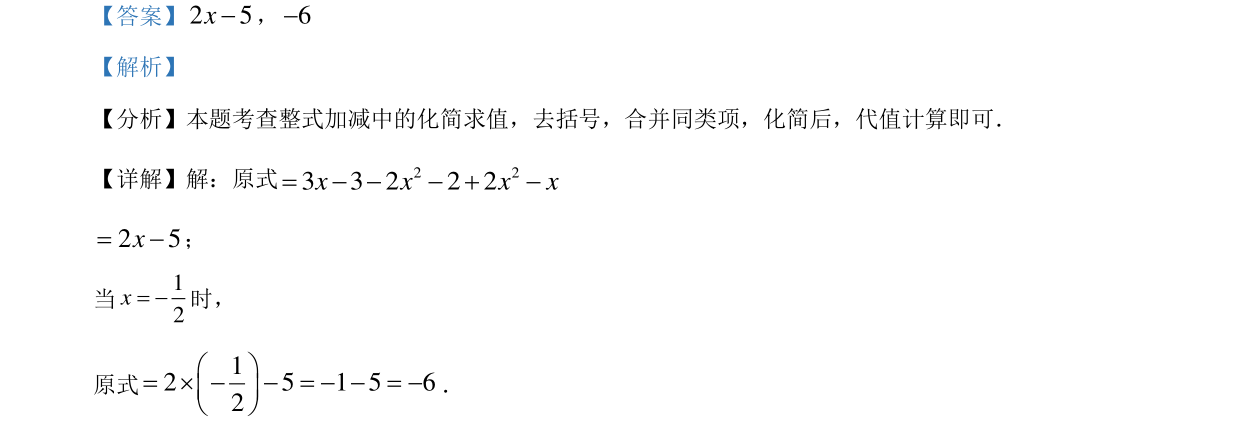 【答案】2x－5，－6
【解析】
【分析】本题考查整式加减中的化简求值，去括号，合并同类项，化简后，代值计算即可．
【详解】解：原式=3x－3－2x²－2+2x²－x
=2x－5；
当x=－1/2时，
原式=2×(－1/2)－5=－1－5=－6．